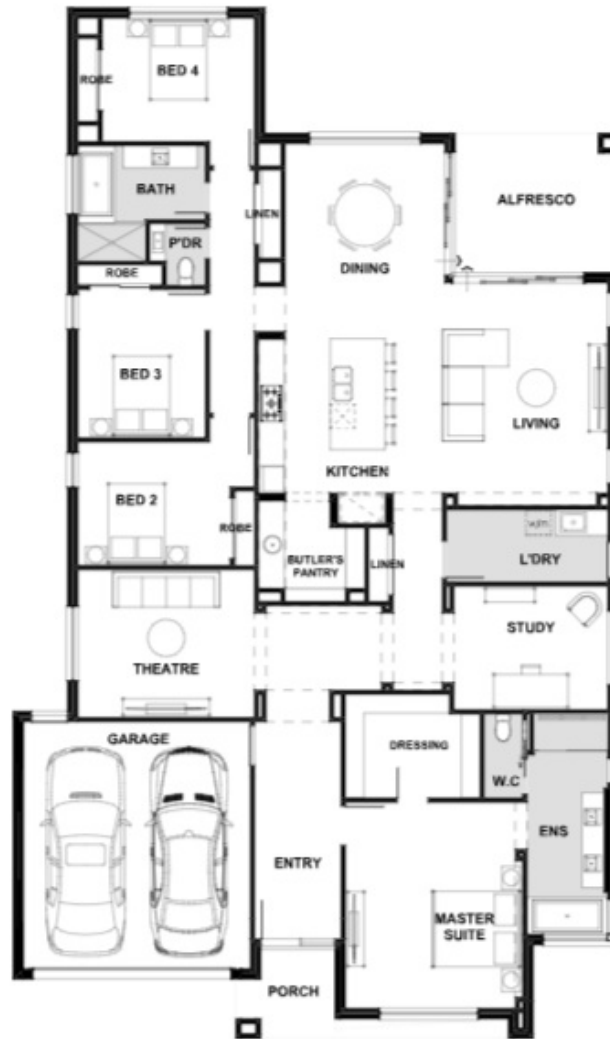 BED 4
ROBE
BATH
ALFRESCO
LINEN
P'DR
DINING
ROBE
BED 3
LIVING
KITCHEN
BED 2
ROBE
BUTLER'S
PANTRY
LINEN
L'DRY
STUDY
THEATRE
GARAGE
DRESSING
W.C
ENS
ENTRY
MASTER
SUITE
PORCH